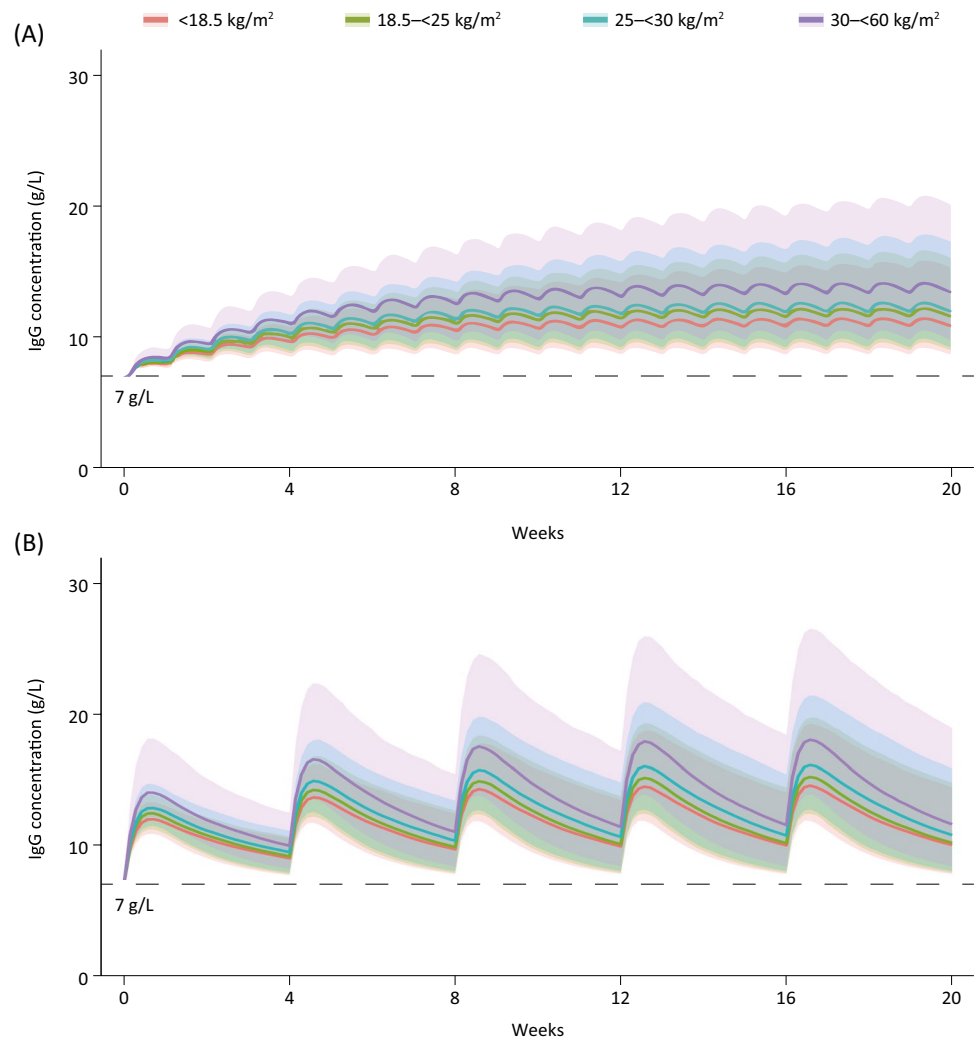 <18.5 kg/m² 18.5–<25 kg/m² 25–<30 kg/m² 30–<60 kg/m²
(A)
30
20
10
0
IgG concentration (g/L)
7 g/L
0 4 8 12 16 20
Weeks
(B)
30
20
10
0
IgG concentration (g/L)
7 g/L
0 4 8 12 16 20
Weeks